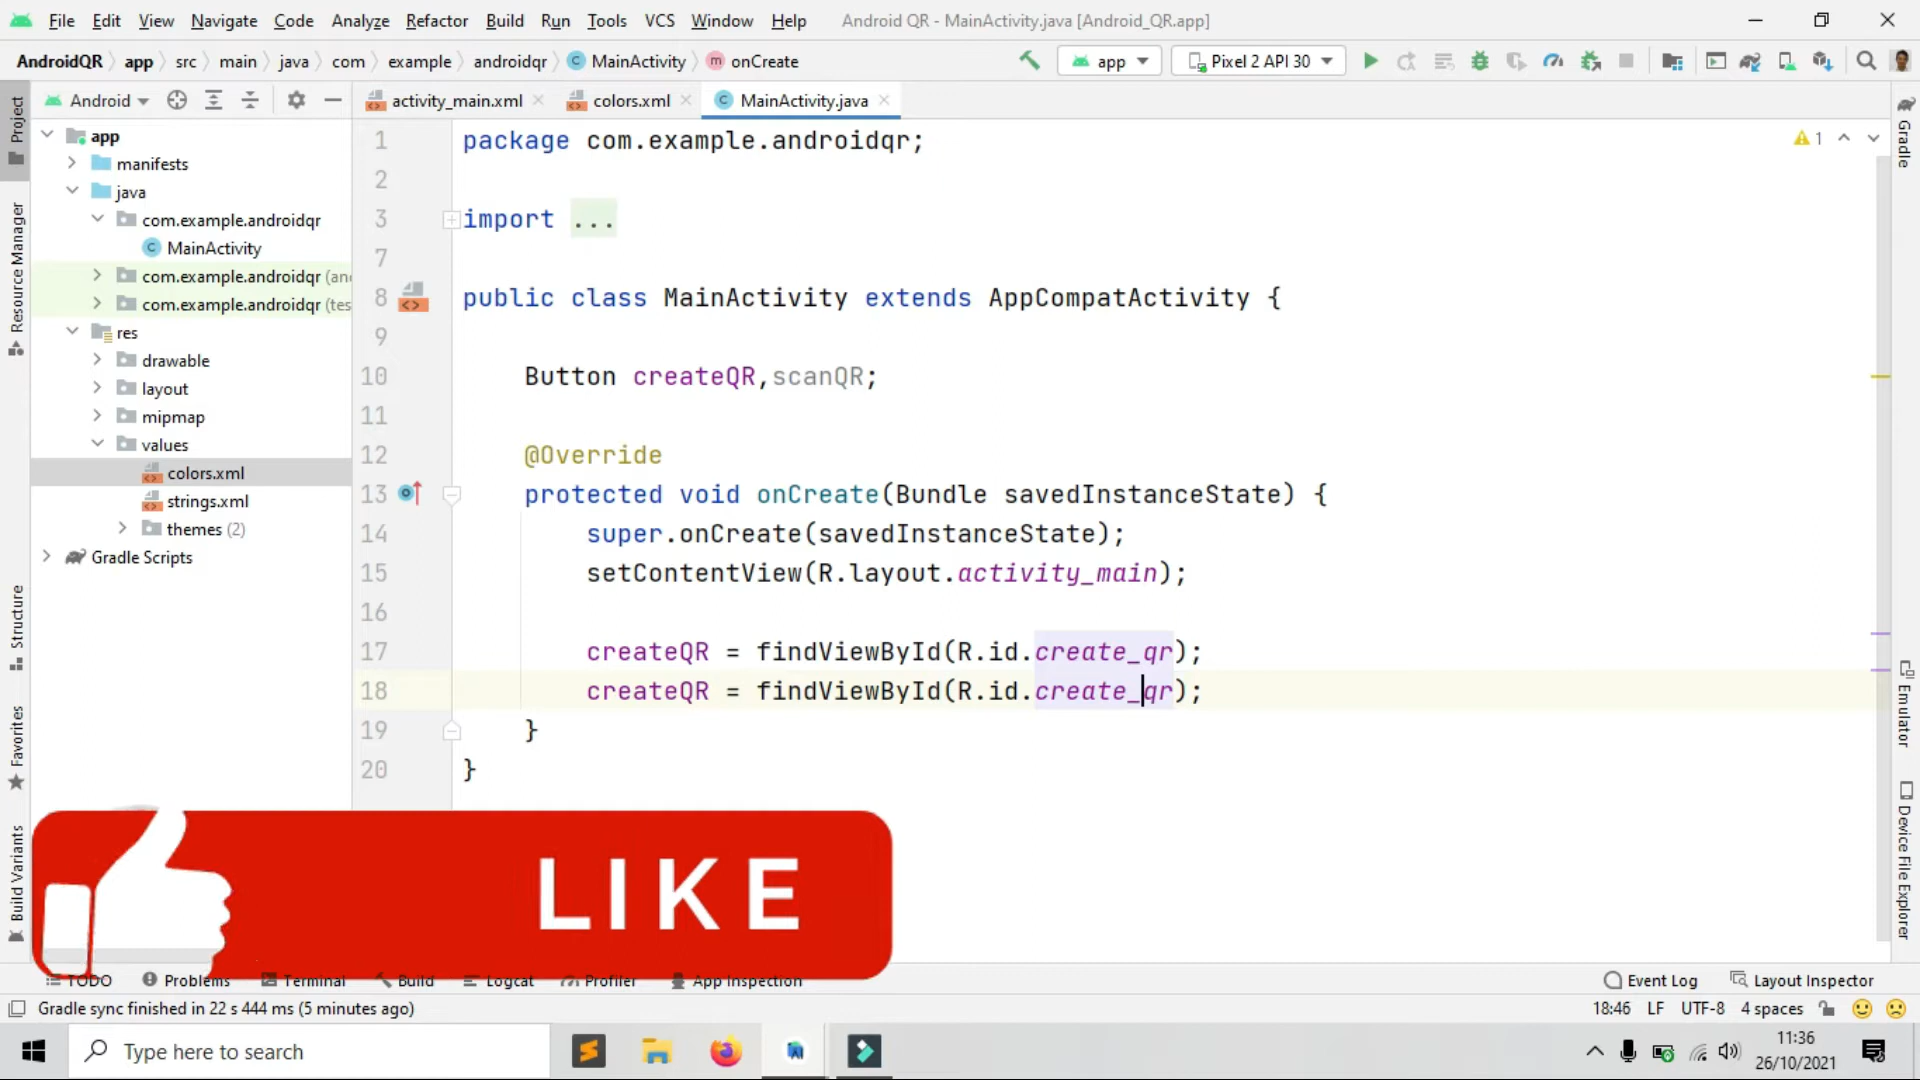 File Edit View Navigate Code Analyze Refactor Build Run Tools VCS Window Help Android QR - MainActivity.java [Android_QR.app]
AndroidQR app src main java com example androidqr MainActivity onCreate app Pixel 2 API 30
Project
Android
activity_main.xml colors.xml MainActivity.java
app
manifests
java
com.example.androidqr
MainActivity
com.example.androidqr (an
com.example.androidqr (tes
res
drawable
layout
mipmap
values
colors.xml
strings.xml
themes (2)
Gradle Scripts
Resource Manager
Structure
Favorites
Build Variants
1 package com.example.androidqr;
2
3 import ...
7
8 public class MainActivity extends AppCompatActivity {
9
10 Button createQR,scanQR;
11
12 @Override
13 protected void onCreate(Bundle savedInstanceState) {
14 super.onCreate(savedInstanceState);
15 setContentView(R.layout.activity_main);
16
17 createQR = findViewById(R.id.create_qr);
18 createQR = findViewById(R.id.create_qr);
19 }
20 }
1
Gradle
Emulator
Device File Explorer
LIKE
TODO Problems Terminal Build Logcat Profiler App Inspection Event Log Layout Inspector
Gradle sync finished in 22 s 444 ms (5 minutes ago) 18:46 LF UTF-8 4 spaces
Type here to search
11:36
26/10/2021